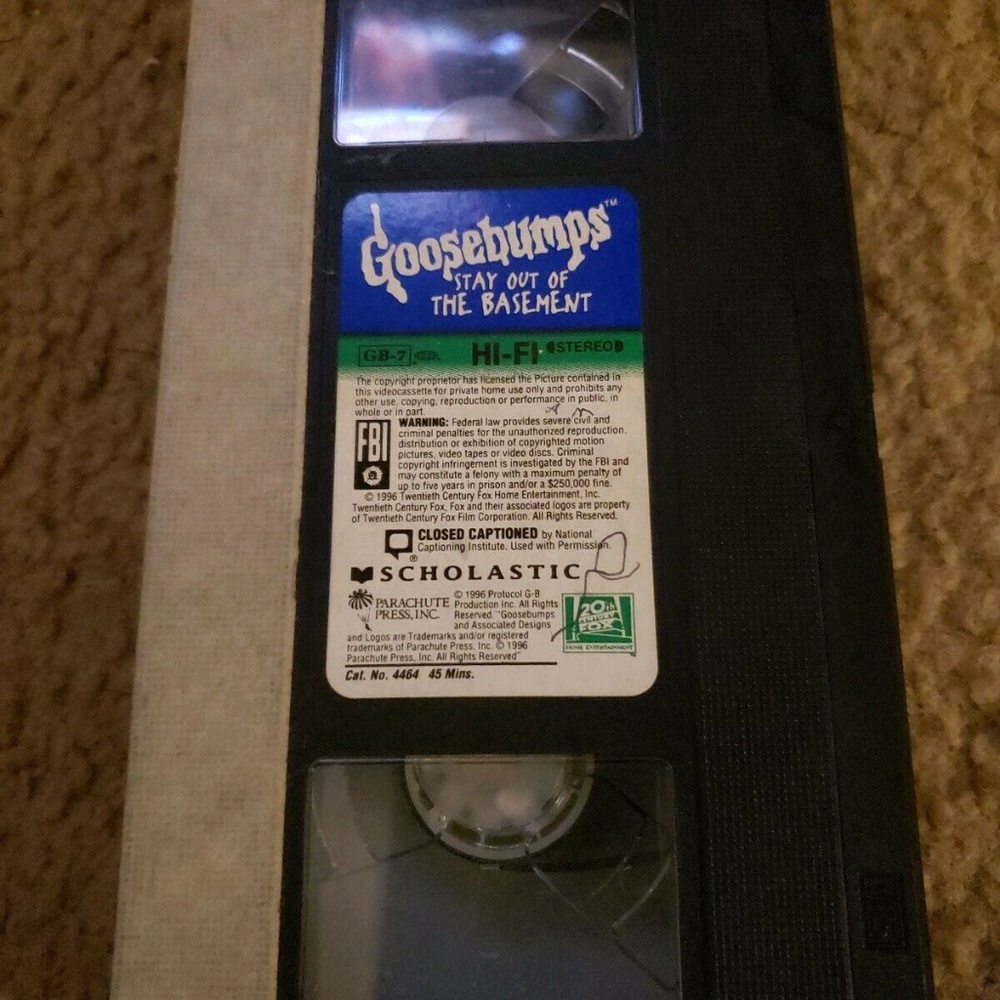 Goosebumps™
STAY OUT OF
THE BASEMENT
GB-7 HI-FI STEREO
The copyright proprietor has licensed the Picture contained in
this videocassette for private home use only and prohibits any
other use, copying, reproduction or performance in public, in
whole or in part.
FBI
WARNING: Federal law provides severe civil and
criminal penalties for the unauthorized reproduction,
distribution or exhibition of copyrighted motion
pictures, video tapes or video discs. Criminal
copyright infringement is investigated by the FBI and
may constitute a felony with a maximum penalty of
up to five years in prison and/or a $250,000 fine.
© 1996 Twentieth Century Fox Home Entertainment, Inc.
Twentieth Century Fox, Fox and their associated logos are property
of Twentieth Century Fox Film Corporation. All Rights Reserved.
CLOSED CAPTIONED by National
Captioning Institute. Used with Permission.
®
SCHOLASTIC
PARACHUTE
PRESS, INC.
© 1996 Protocol G-B
Production Inc. All Rights
Reserved. "Goosebumps
and Associated Designs
and Logos are Trademarks and/or registered
trademarks of Parachute Press, Inc. © 1996
Parachute Press, Inc. All Rights Reserved"
20th
CENTURY
FOX
HOME ENTERTAINMENT
Cat. No. 4464 45 Mins.